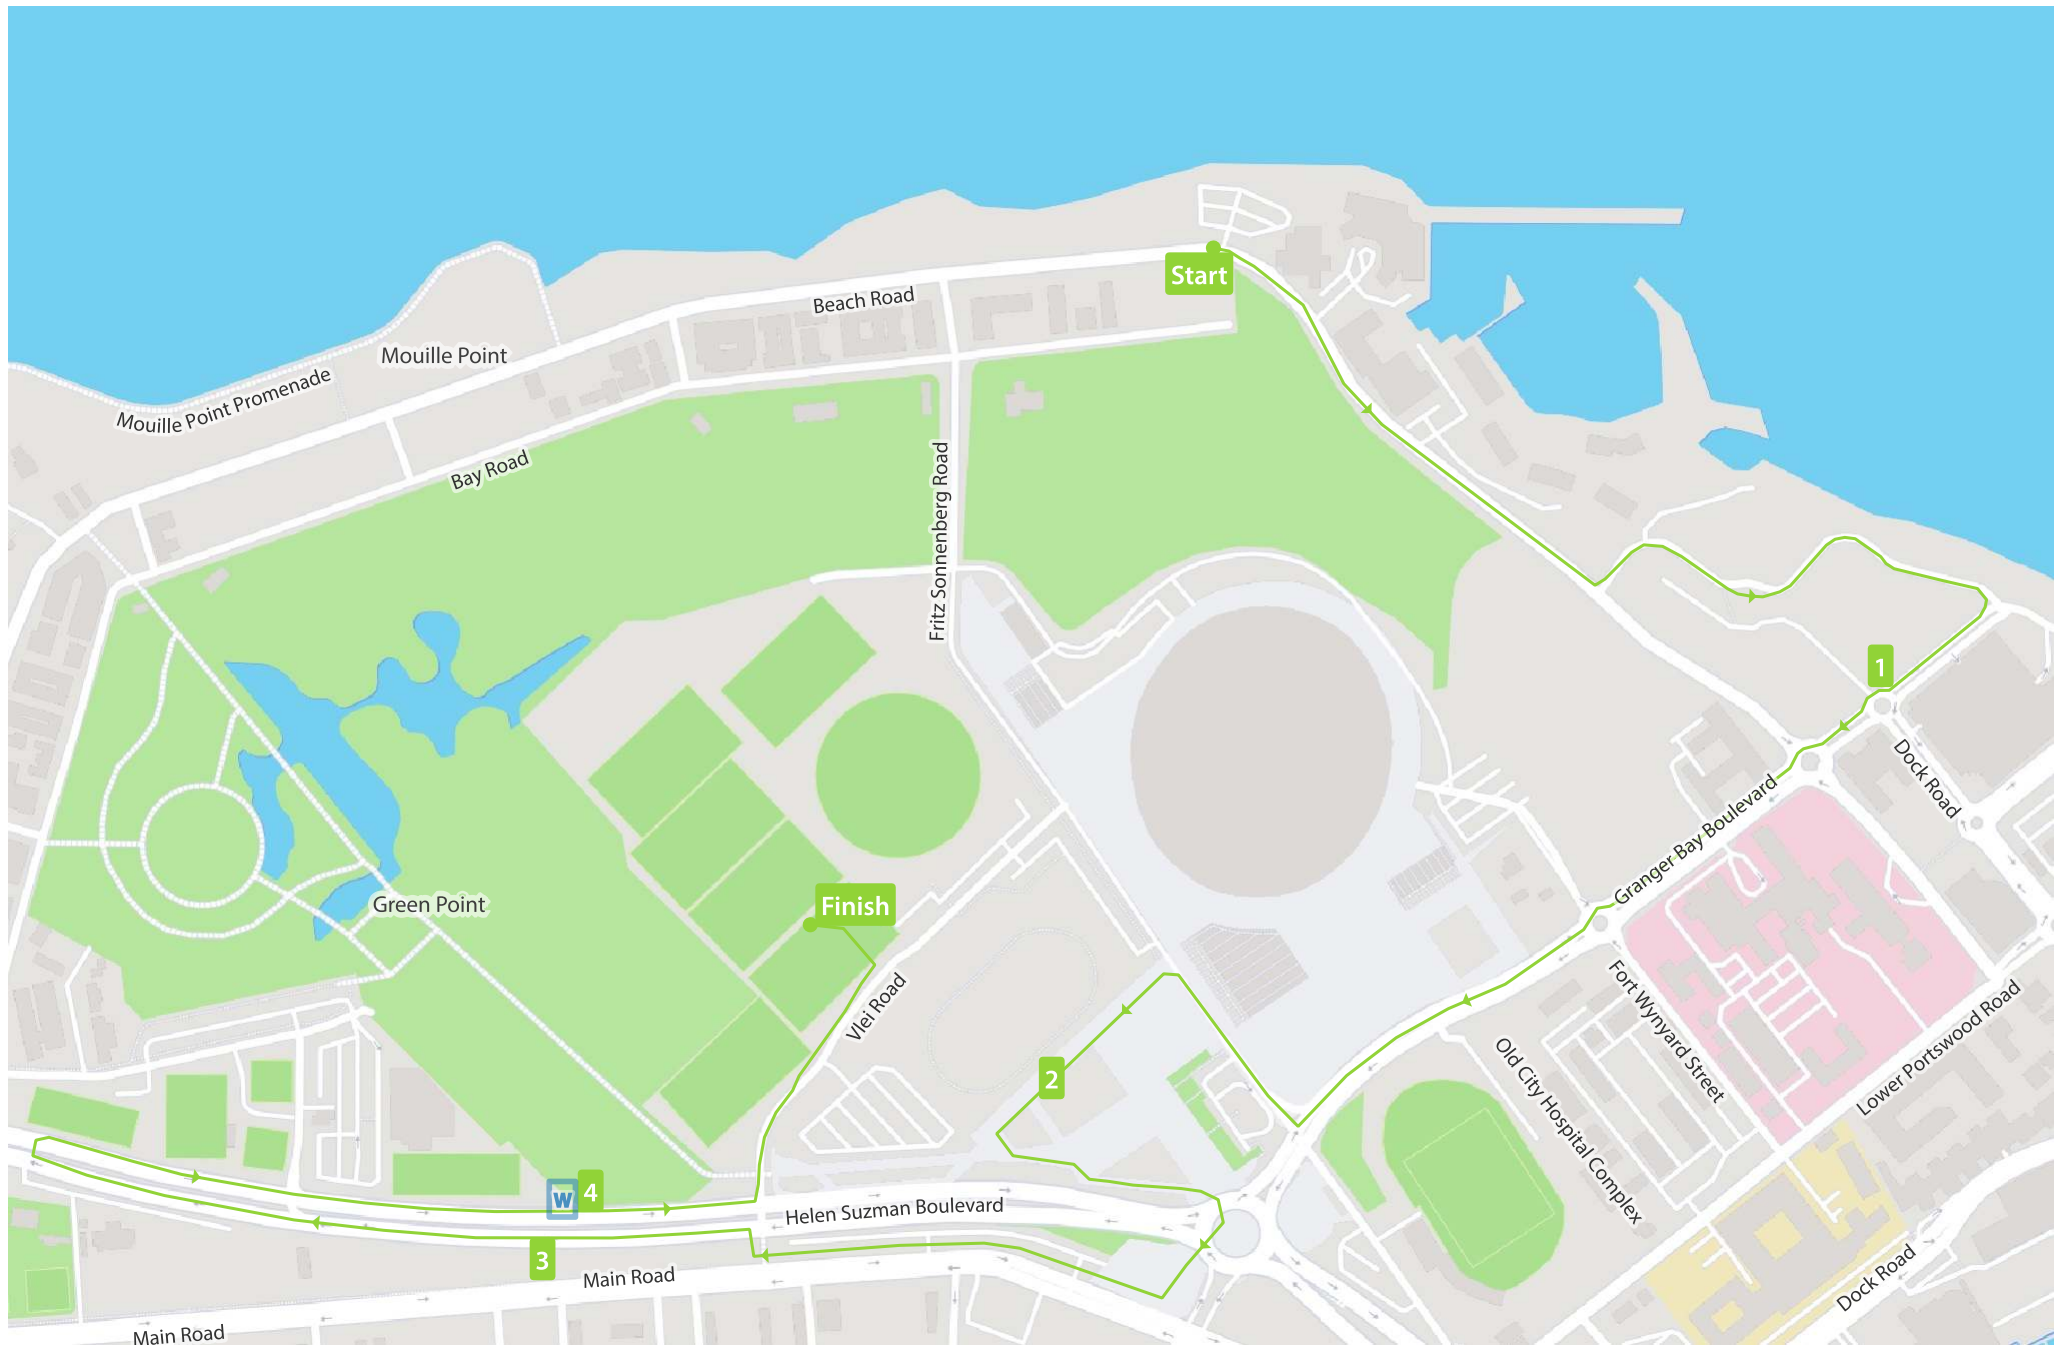 Start
Beach Road
Mouille Point
Mouille Point Promenade
Bay Road
Fritz Sonnenberg Road
1
Dock Road
Granger Bay Boulevard
Green Point
Finish
Vlei Road
Fort Wynyard Street
Lower Portswood Road
Old City Hospital Complex
2
W
4
Helen Suzman Boulevard
3
Main Road
Dock Road
Main Road